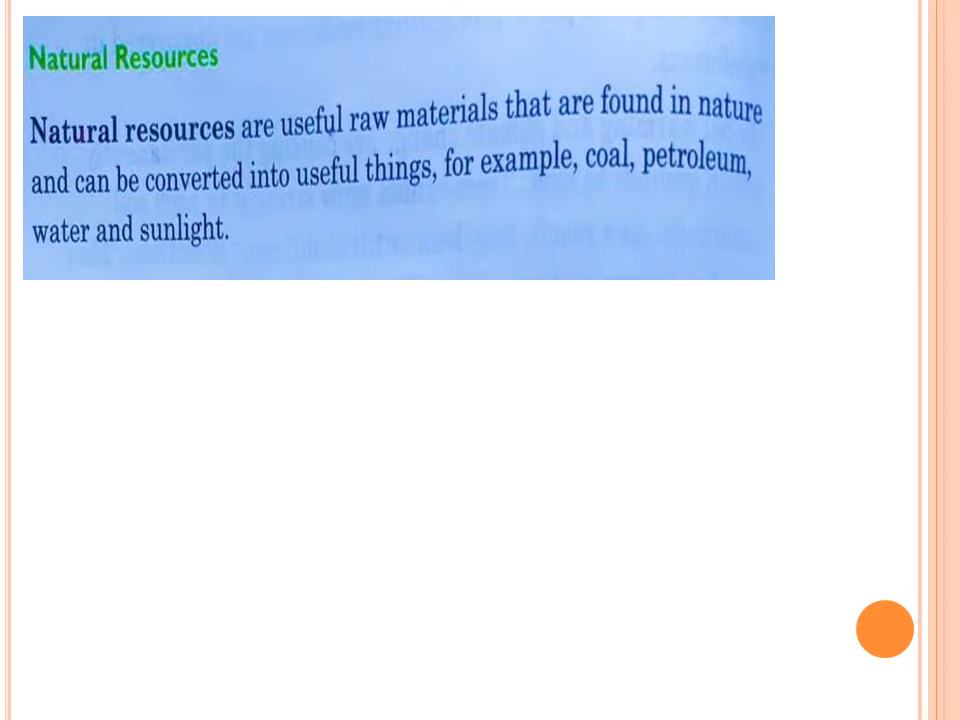 Natural Resources
Natural resources are useful raw materials that are found in nature
and can be converted into useful things, for example, coal, petroleum,
water and sunlight.